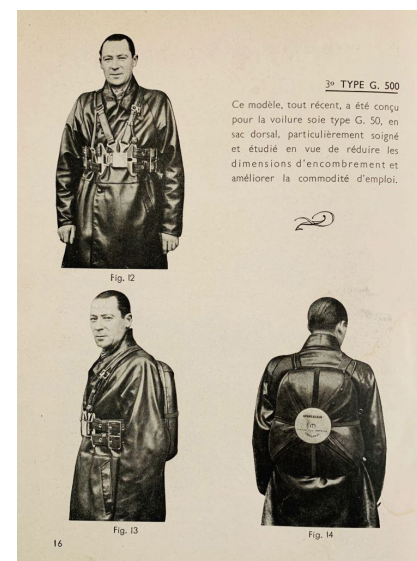 3º TYPE G. 500
Ce modèle, tout récent, a été conçu
pour la voilure soie type G. 50, en
sac dorsal, particulièrement soigné
et étudié en vue de réduire les
dimensions d'encombrement et
améliorer la commodité d'emploi.
Fig. 12
Fig. 13
Fig. 14
16